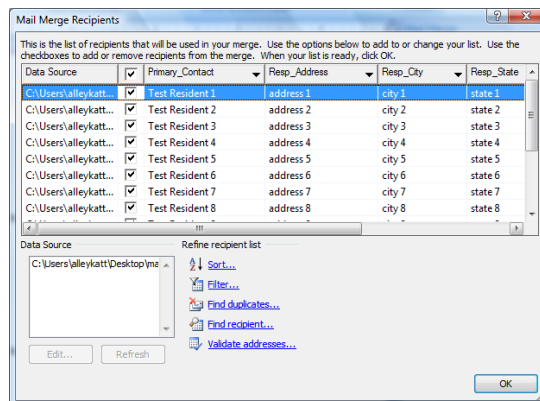 Mail Merge Recipients
This is the list of recipients that will be used in your merge. Use the options below to add to or change your list. Use the
checkboxes to add or remove recipients from the merge. When your list is ready, click OK.
Data Source Primary_Contact Resp_Address Resp_City Resp_State
C:\Users\alleykatt... Test Resident 1 address 1 city 1 state 1
C:\Users\alleykatt... Test Resident 2 address 2 city 2 state 2
C:\Users\alleykatt... Test Resident 3 address 3 city 3 state 3
C:\Users\alleykatt... Test Resident 4 address 4 city 4 state 4
C:\Users\alleykatt... Test Resident 5 address 5 city 5 state 5
C:\Users\alleykatt... Test Resident 6 address 6 city 6 state 6
C:\Users\alleykatt... Test Resident 7 address 7 city 7 state 7
C:\Users\alleykatt... Test Resident 8 address 8 city 8 state 8
Data Source Refine recipient list
C:\Users\alleykatt\Desktop\ma
Sort...
Filter...
Find duplicates...
Find recipient...
Validate addresses...
Edit... Refresh
OK